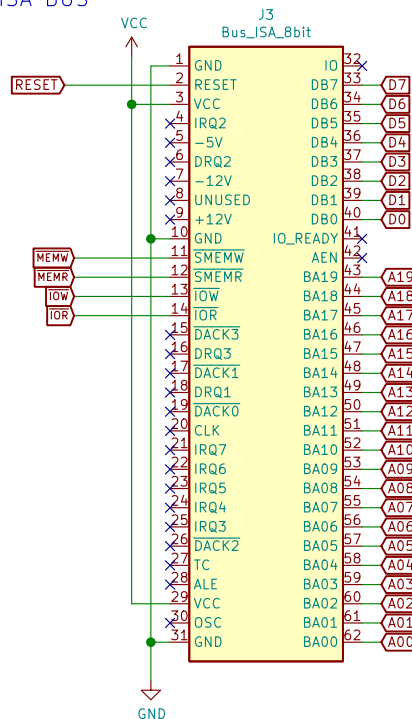 ISA BUS
VCC
J3
Bus_ISA_8bit
1 GND IO 32
RESET 2 RESET DB7 33 D7
3 VCC DB6 34 D6
4 IRQ2 DB5 35 D5
5 -5V DB4 36 D4
6 DRQ2 DB3 37 D3
7 -12V DB2 38 D2
8 UNUSED DB1 39 D1
9 +12V DB0 40 D0
10 GND IO_READY 41
MEMW 11 SMEMW AEN 42
MEMR 12 SMEMR BA19 43 A19
IOW 13 IOW BA18 44 A18
IOR 14 IOR BA17 45 A17
15 DACK3 BA16 46 A16
16 DRQ3 BA15 47 A15
17 DACK1 BA14 48 A14
18 DRQ1 BA13 49 A13
19 DACK0 BA12 50 A12
20 CLK BA11 51 A11
21 IRQ7 BA10 52 A10
22 IRQ6 BA09 53 A09
23 IRQ5 BA08 54 A08
24 IRQ4 BA07 55 A07
25 IRQ3 BA06 56 A06
26 DACK2 BA05 57 A05
27 TC BA04 58 A04
28 ALE BA03 59 A03
29 VCC BA02 60 A02
30 OSC BA01 61 A01
31 GND BA00 62 A00
GND